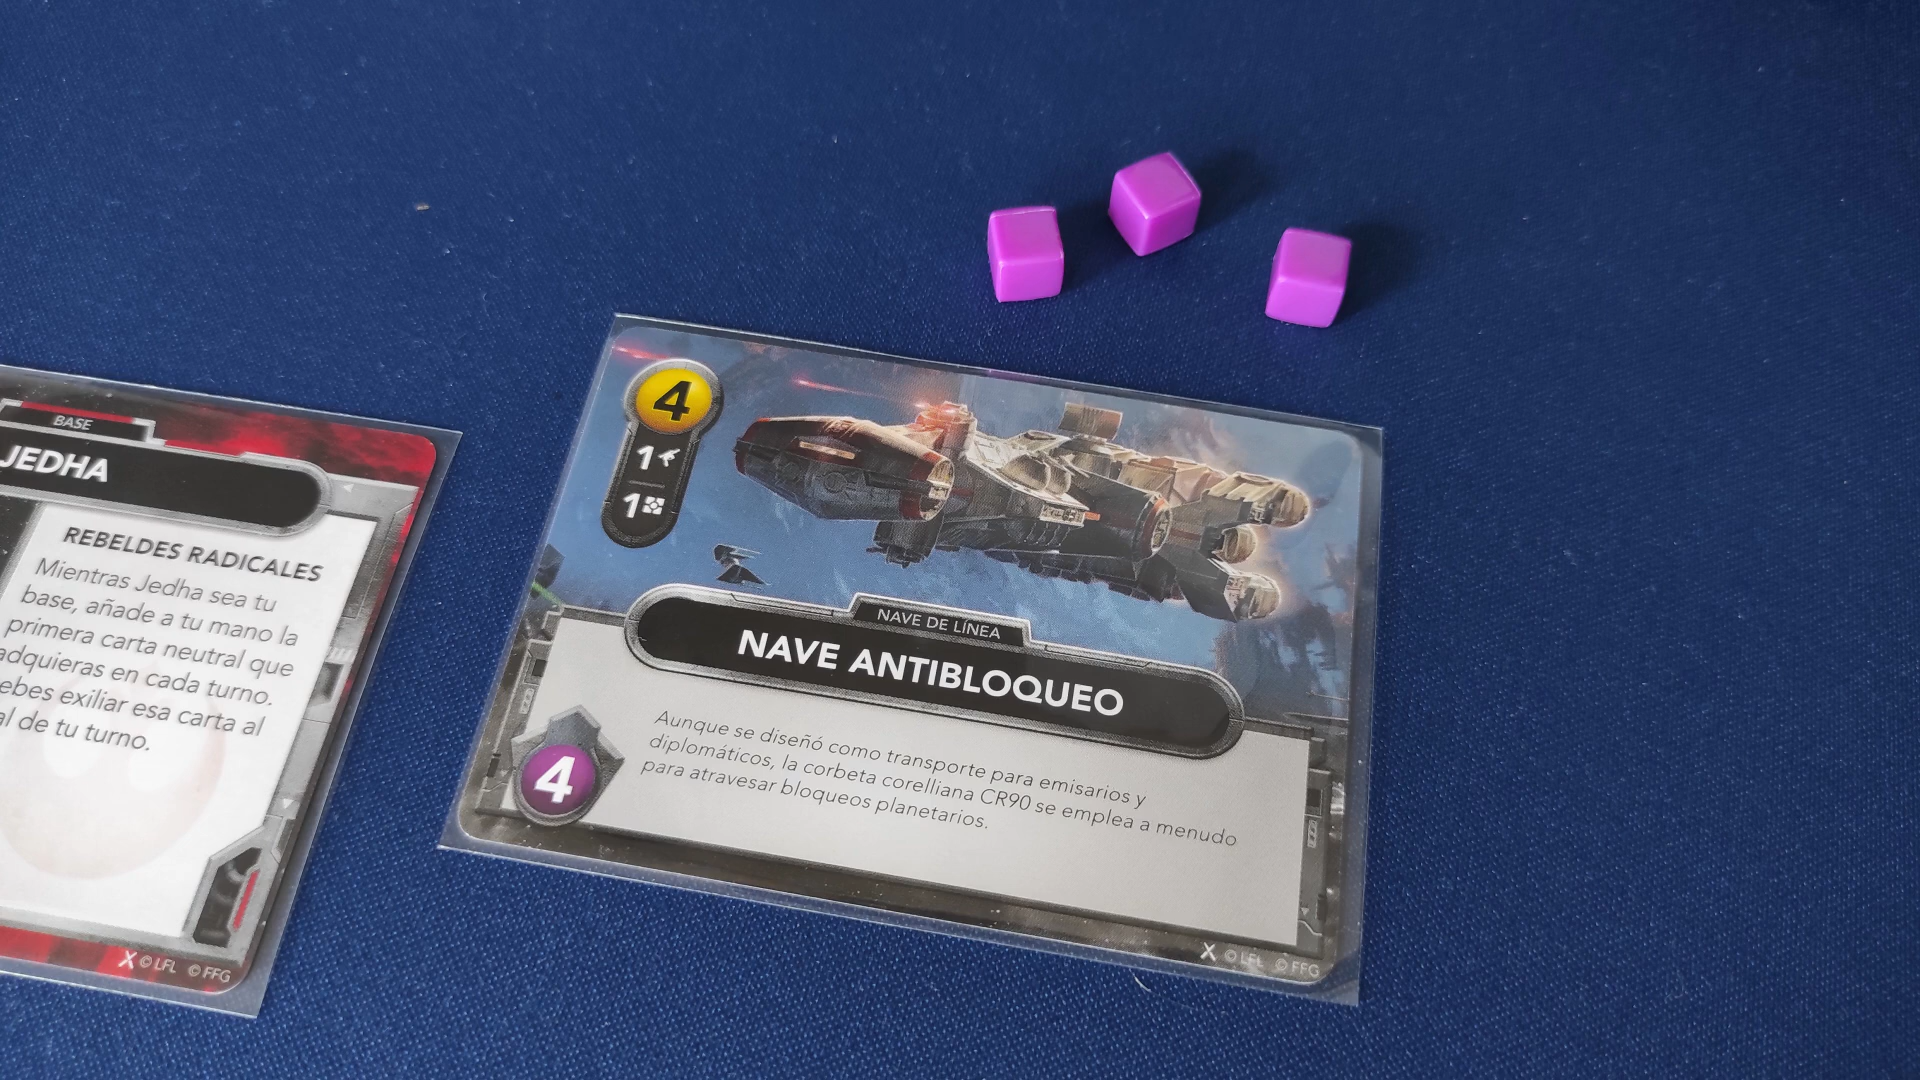 BASE
JEDHA
REBELDES RADICALES
Mientras Jedha sea tu
base, añade a tu mano la
primera carta neutral que
adquieras en cada turno.
ebes exiliar esa carta al
al de tu turno.
X © LFL © FFG
4
1
1
NAVE DE LÍNEA
NAVE ANTIBLOQUEO
4
Aunque se diseñó como transporte para emisarios y
diplomáticos, la corbeta corelliana CR90 se emplea a menudo
para atravesar bloqueos planetarios.
X © LFL © FFG